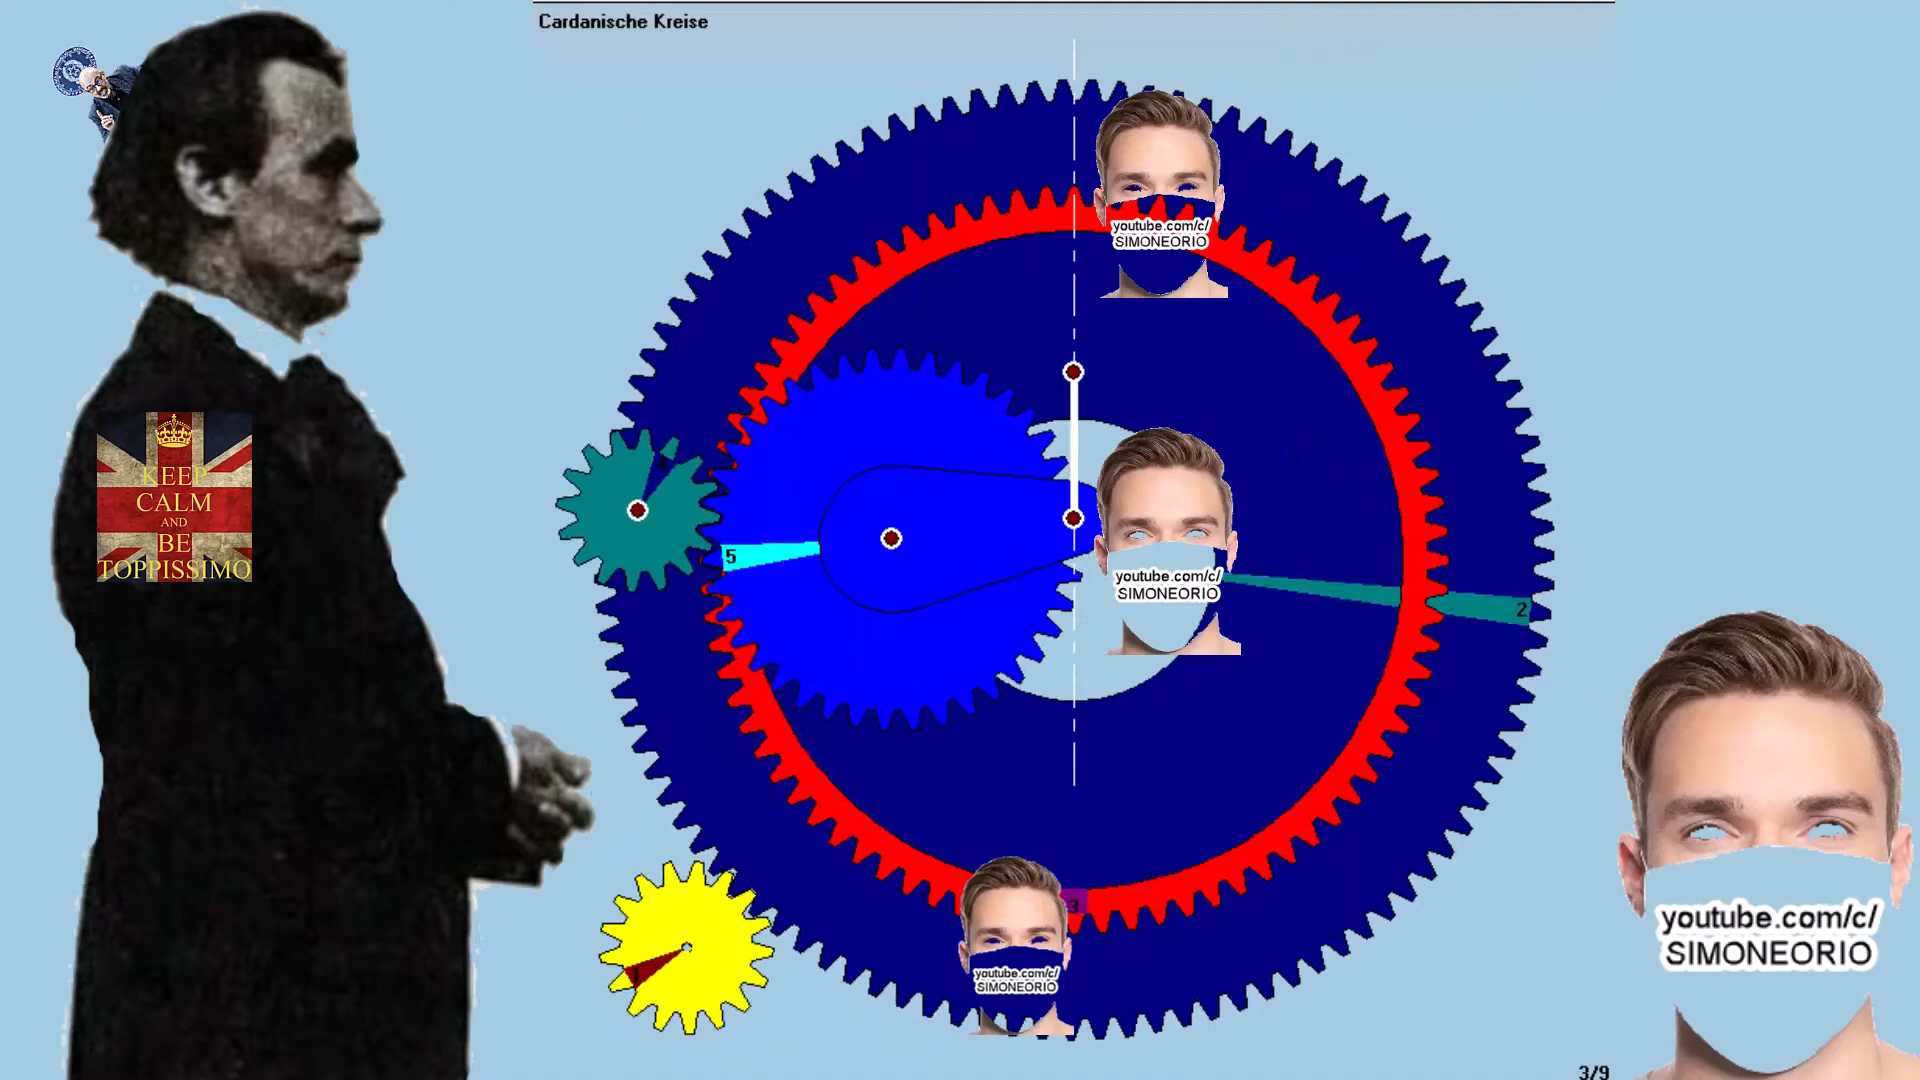 Cardanische Kreise
youtube.com/c/
SIMONEORIO
KEEP
CALM
AND
BE
TOPPISSIMO
5
youtube.com/c/
SIMONEORIO
2
3
youtube.com/c/
SIMONEORIO
youtube.com/c/
SIMONEORIO
3/9